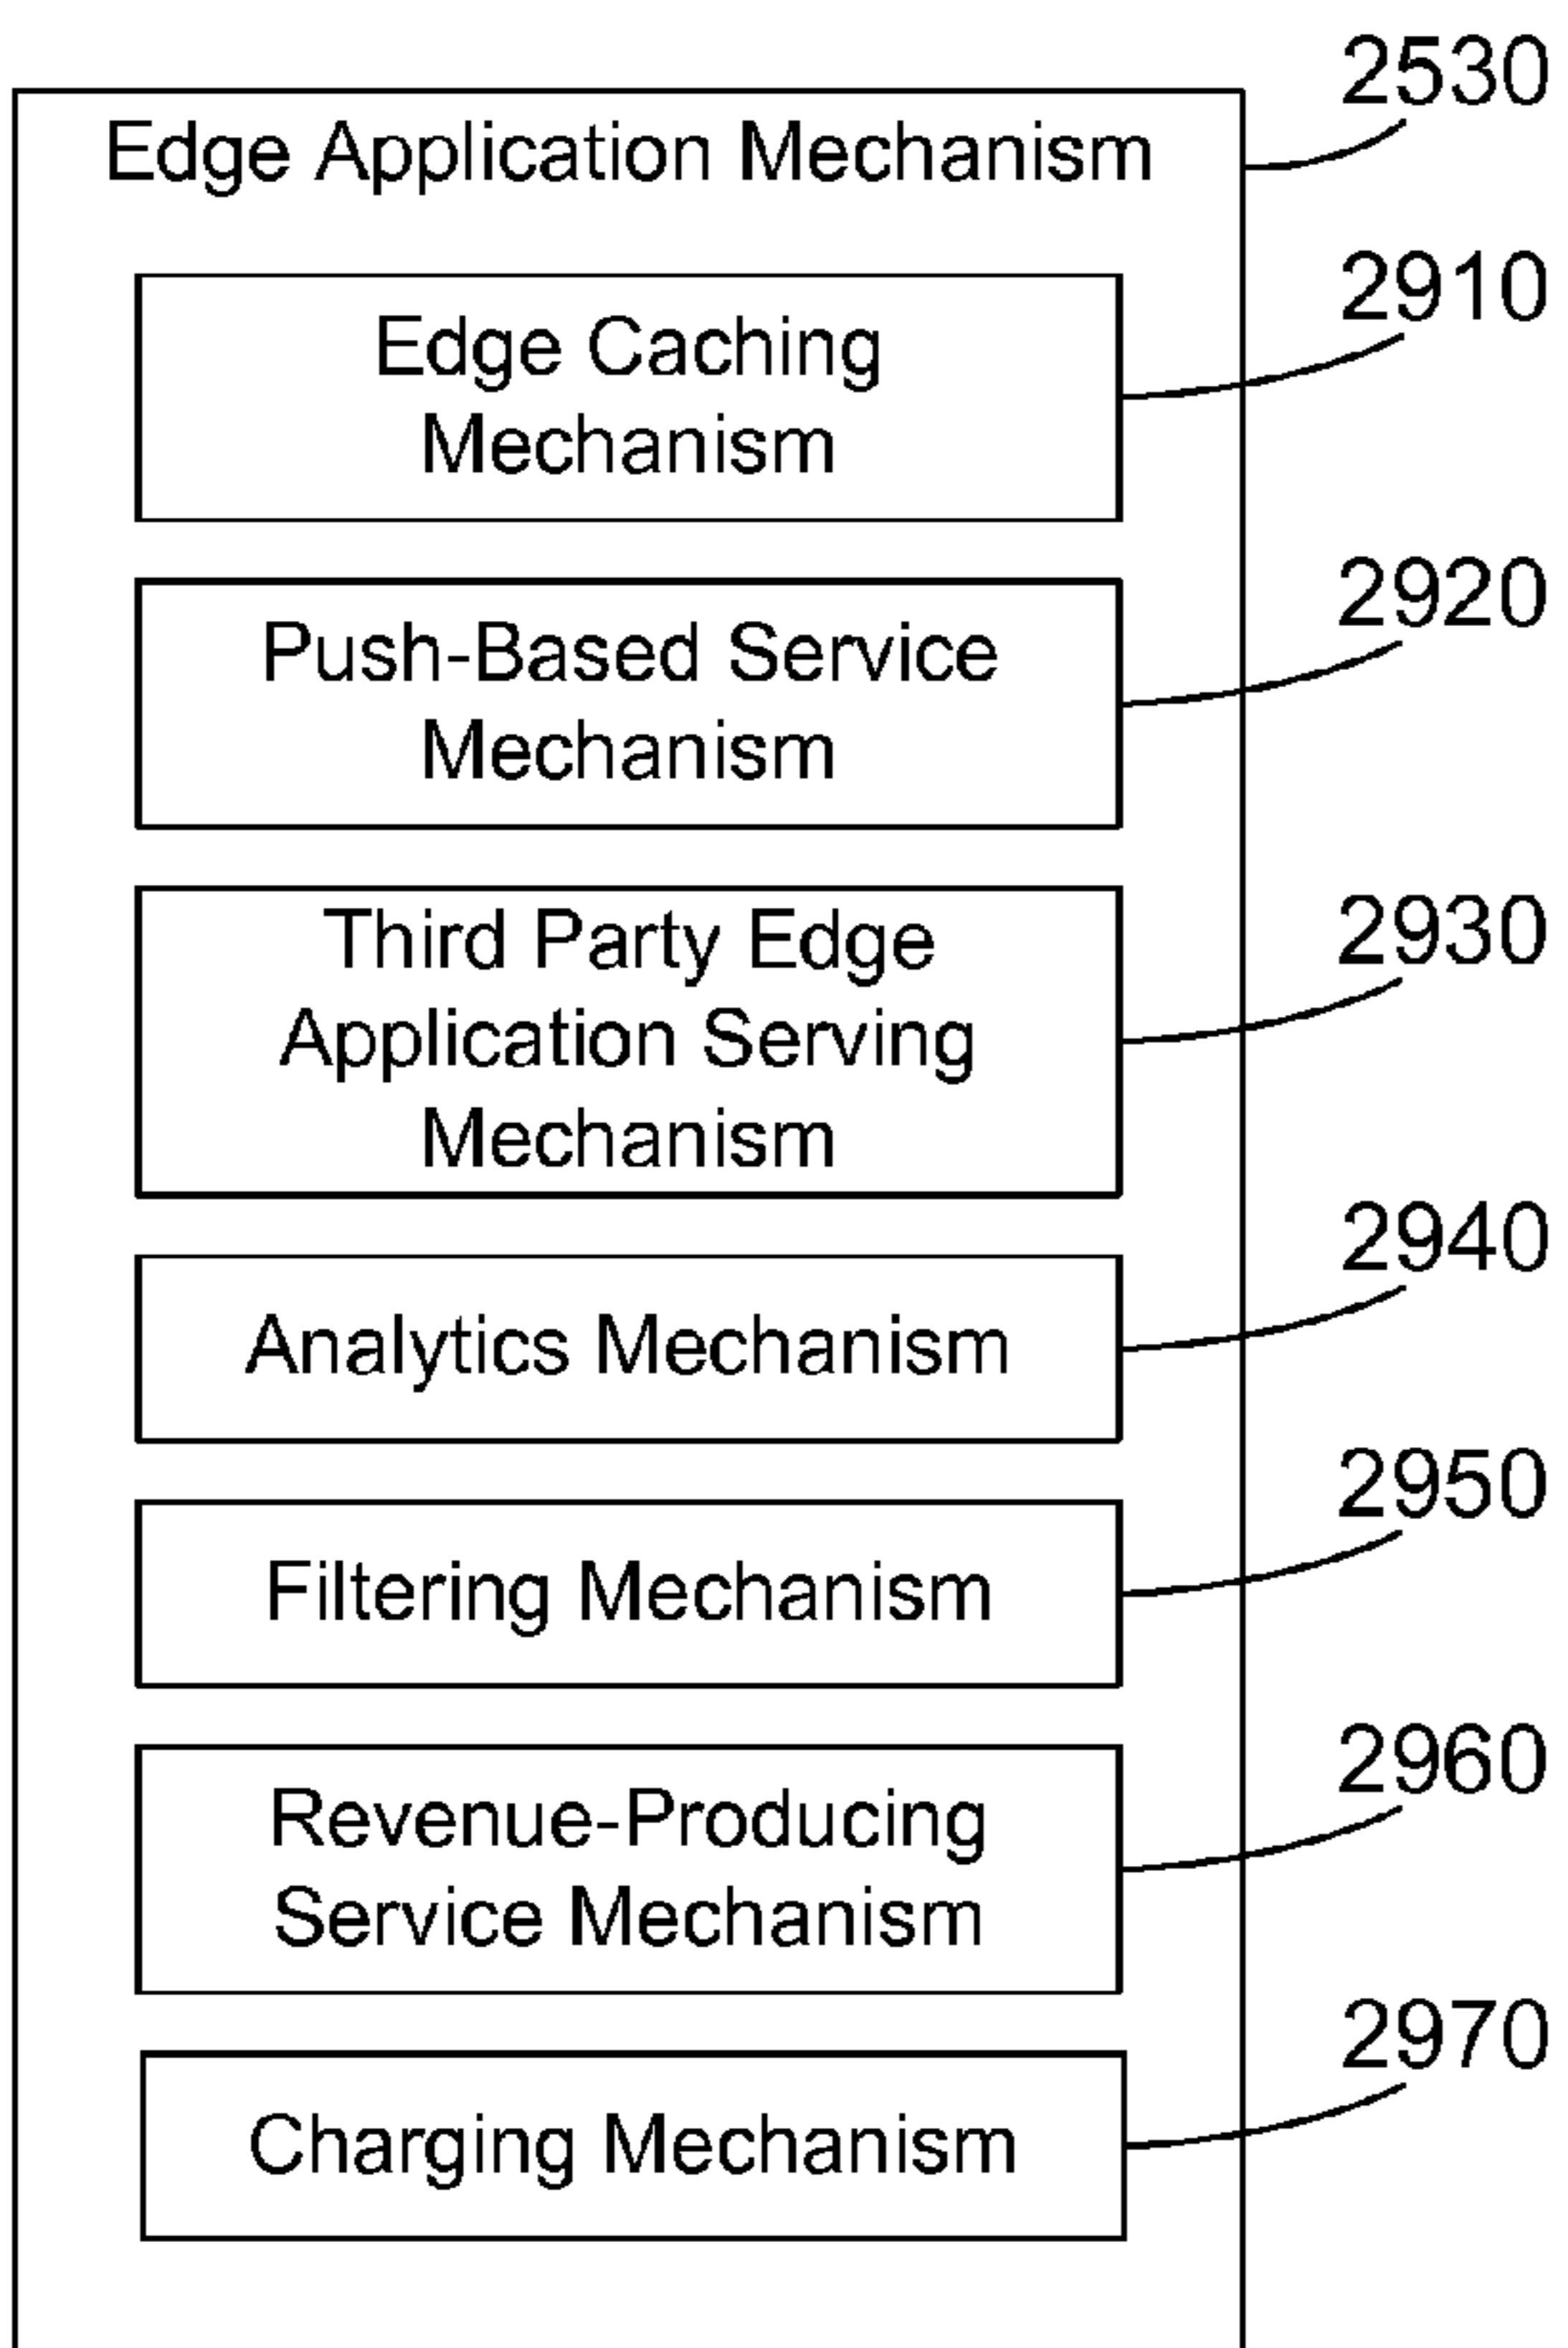 2530
Edge Application Mechanism
2910
Edge Caching
Mechanism
2920
Push-Based Service
Mechanism
2930
Third Party Edge
Application Serving
Mechanism
2940
Analytics Mechanism
2950
Filtering Mechanism
2960
Revenue-Producing
Service Mechanism
2970
Charging Mechanism